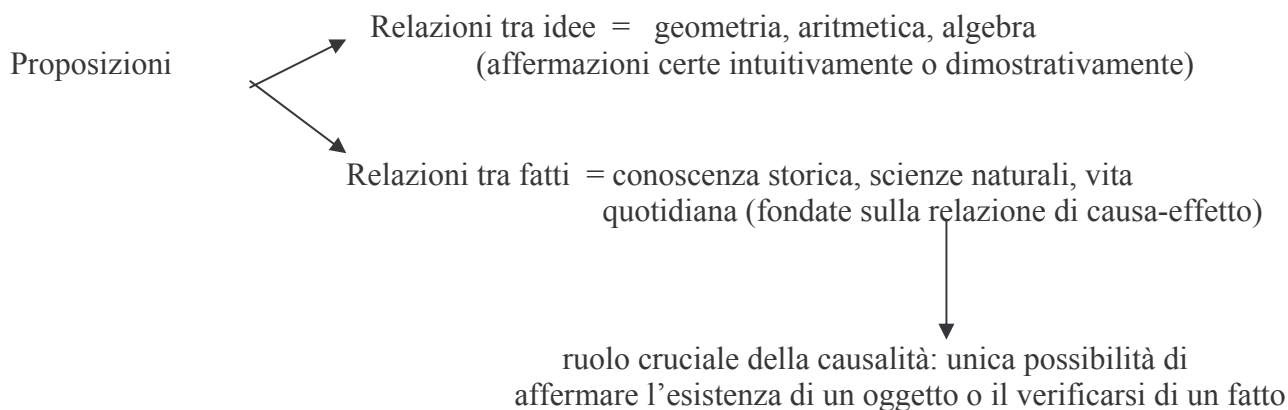 Relazioni tra idee = geometria, aritmetica, algebra
Proposizioni (affermazioni certe intuitivamente o dimostrativamente)
Relazioni tra fatti = conoscenza storica, scienze naturali, vita
quotidiana (fondate sulla relazione di causa-effetto)
ruolo cruciale della causalità: unica possibilità di
affermare l’esistenza di un oggetto o il verificarsi di un fatto